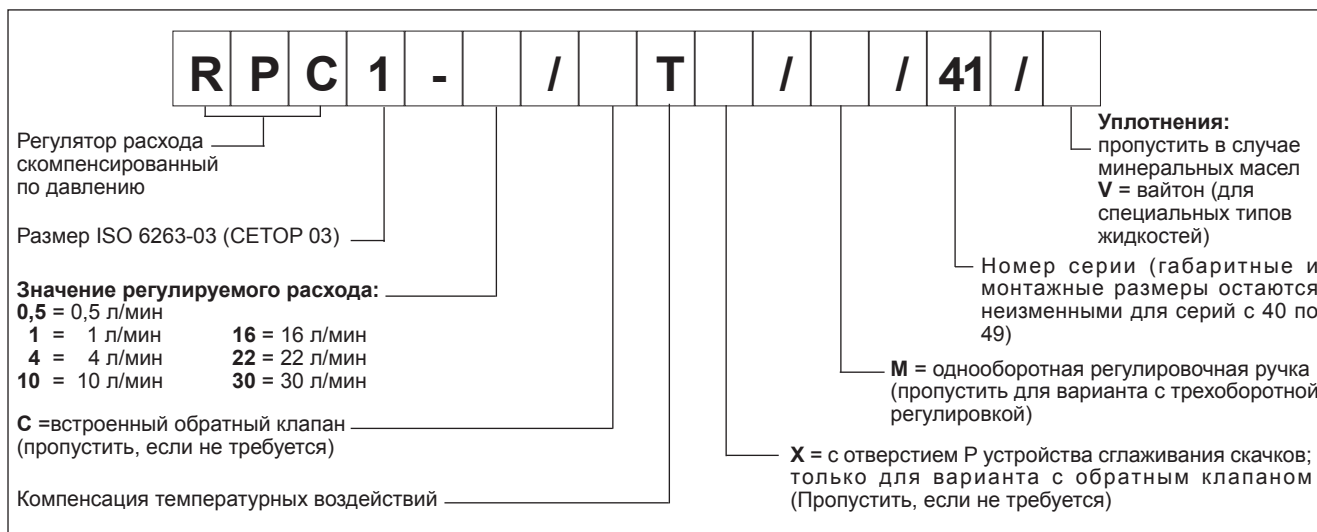 R P C 1 - / T / / 41 /
Регулятор расхода
скомпенсированный
по давлению
Размер ISO 6263-03 (CETOP 03)
Значение регулируемого расхода:
0,5 = 0,5 л/мин
1 = 1 л/мин 16 = 16 л/мин
4 = 4 л/мин 22 = 22 л/мин
10 = 10 л/мин 30 = 30 л/мин
C =встроенный обратный клапан
(пропустить, если не требуется)
Компенсация температурных воздействий
Уплотнения:
пропустить в случае
минеральных масел
V = вайтон (для
специальных типов
жидкостей)
Номер серии (габаритные и
монтажные размеры остаются
неизменными для серий с 40 по
49)
M = однооборотная регулировочная ручка
(пропустить для варианта с трехоборотной
регулировкой)
X = с отверстием P устройства сглаживания скачков;
только для варианта с обратным клапаном
(Пропустить, если не требуется)